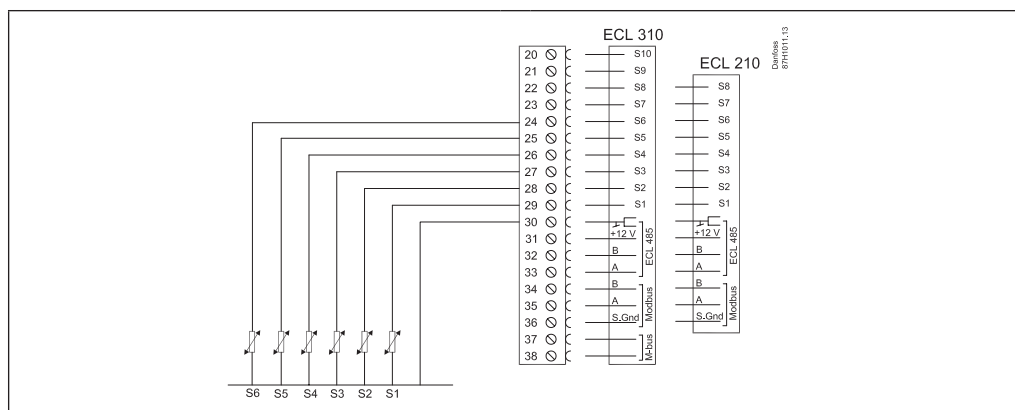 ECL 310
ECL 210
Danfoss
87H1011.13
20 S10
21 S9
22 S8 S8
23 S7 S7
24 S6 S6
25 S5 S5
26 S4 S4
27 S3 S3
28 S2 S2
29 S1 S1
30
31 +12 V +12 V
32 B B
33 A A
ECL 485 ECL 485
34 B B
35 A A
36 S.Gnd S.Gnd
Modbus Modbus
37
38
M-bus
S6 S5 S4 S3 S2 S1